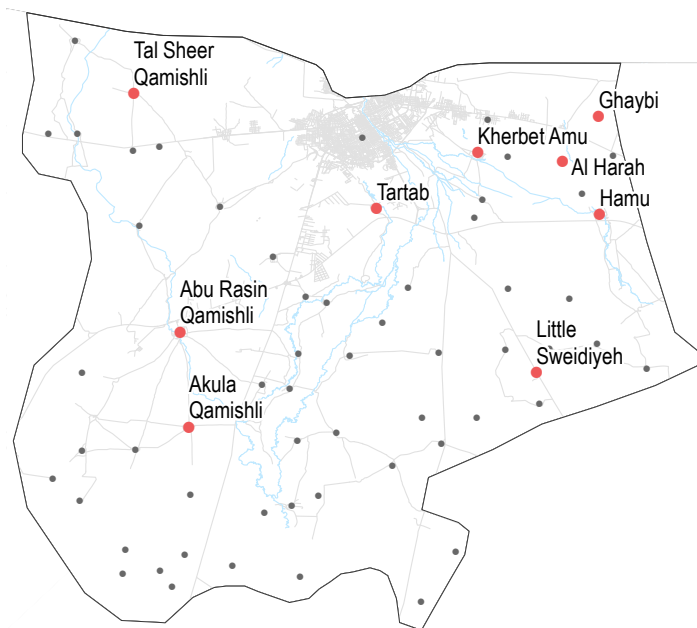 Tal Sheer
Qamishli
Ghaybi
Kherbet Amu
Al Harah
Tartab
Hamu
Abu Rasin
Qamishli
Little
Sweidiyeh
Akula
Qamishli